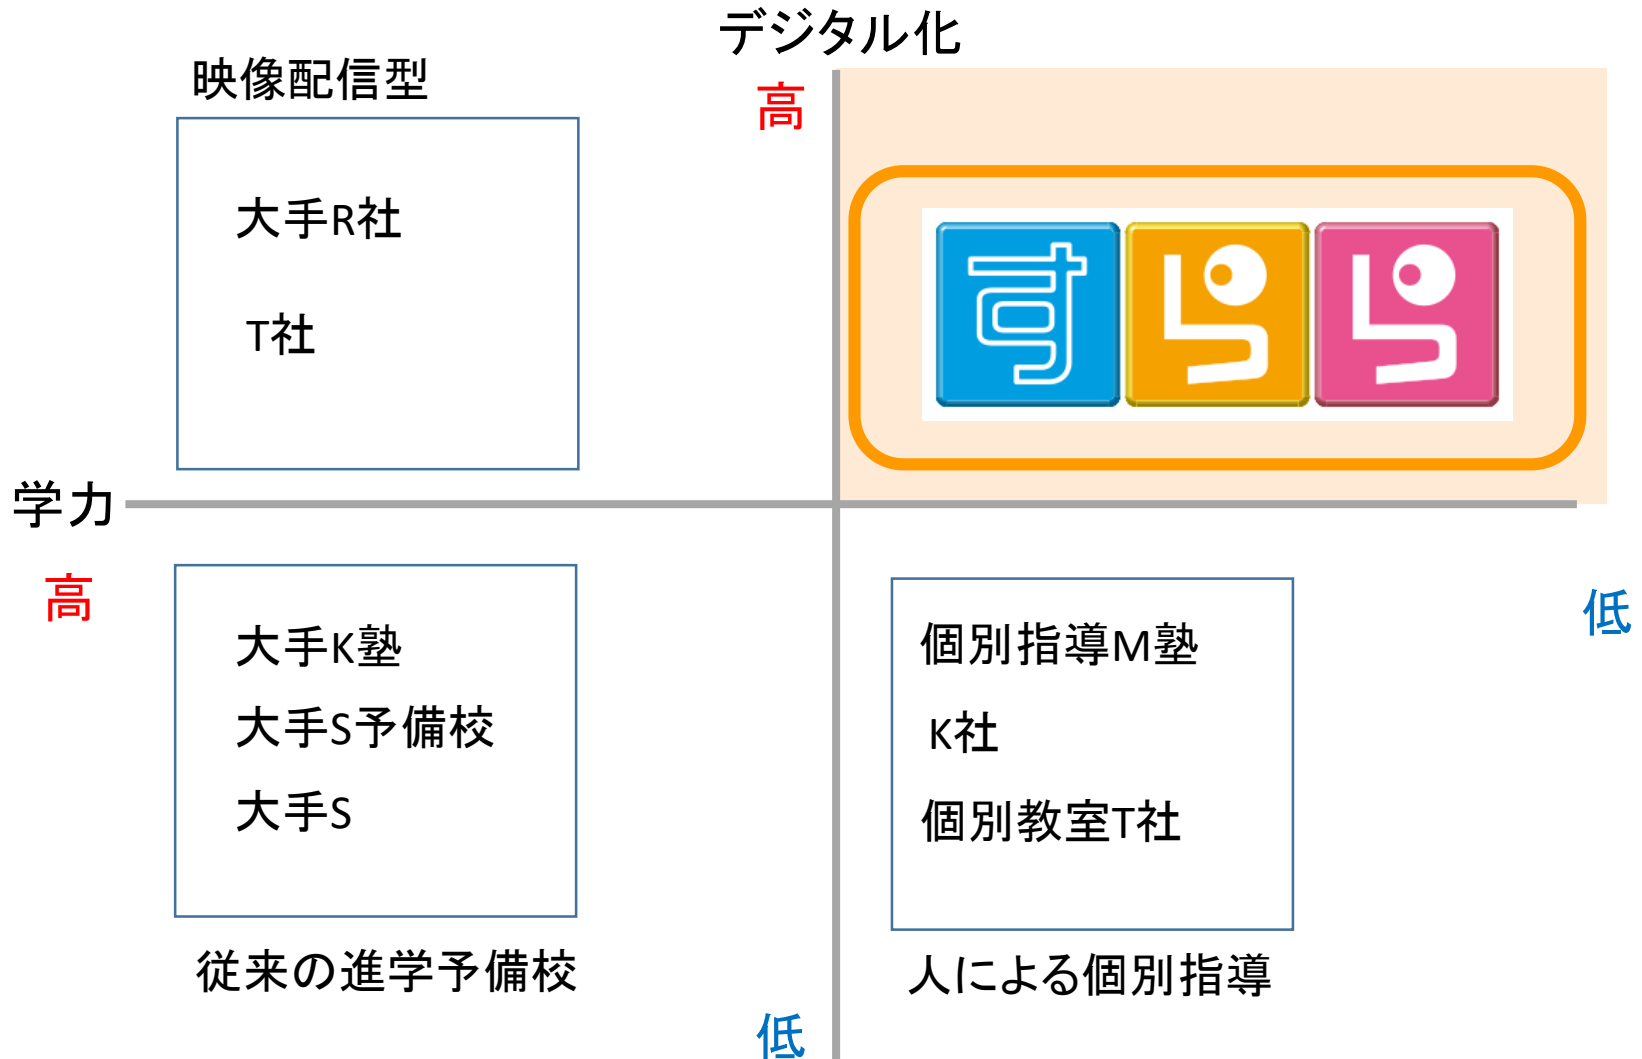 デジタル化
高
映像配信型
大手R社
T社
すらら
学力
高
低
大手K塾
大手S予備校
大手S
従来の進学予備校
個別指導M塾
K社
個別教室T社
人による個別指導
低